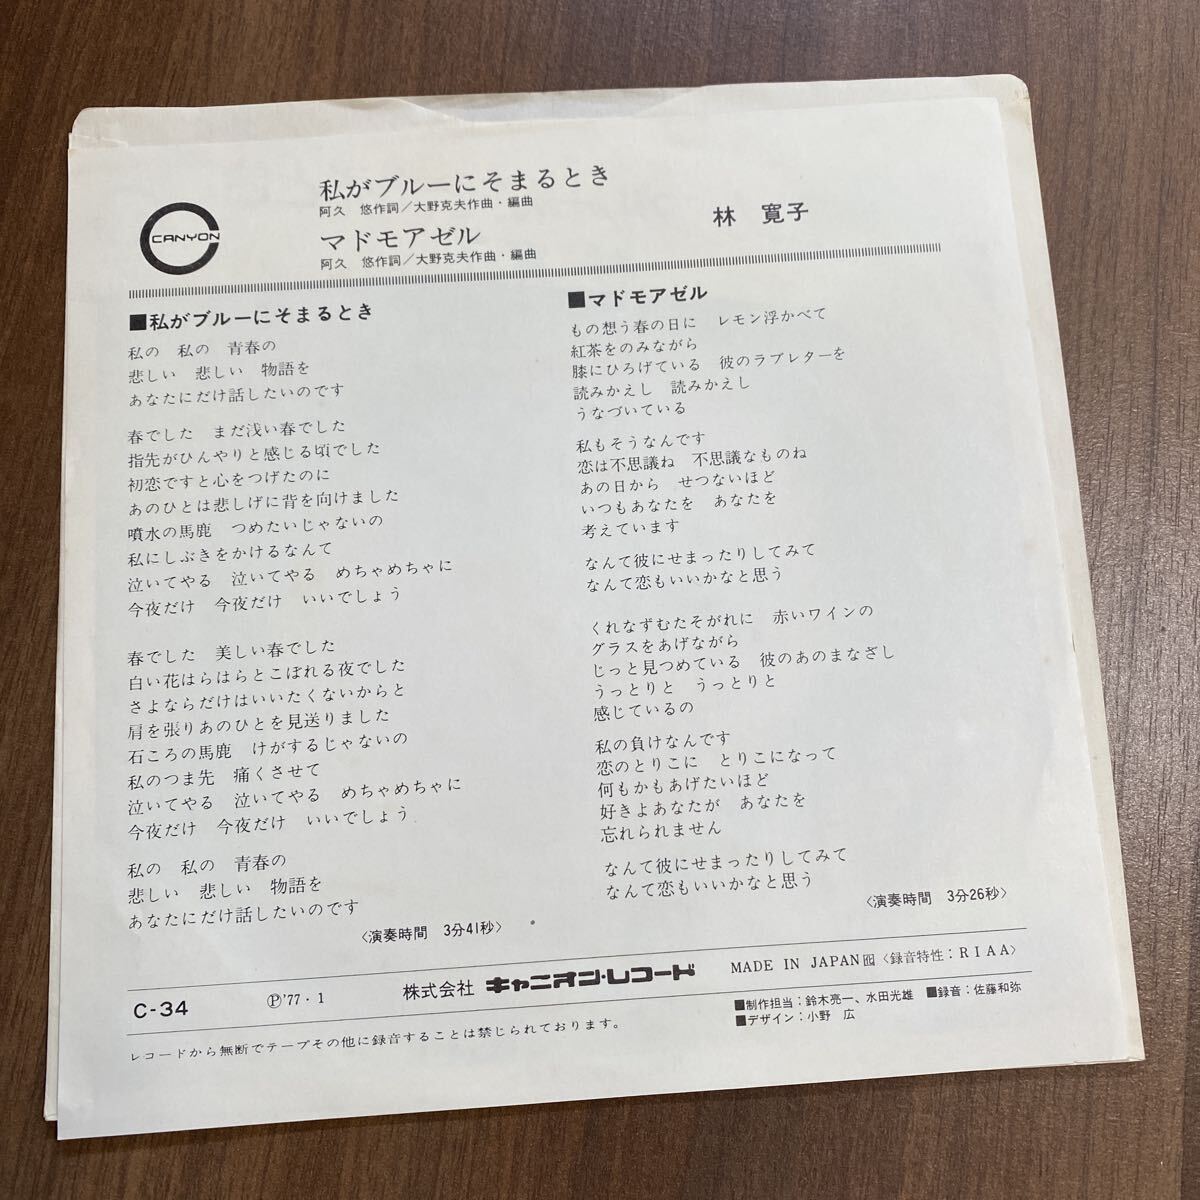 CANYON
私がブルーにそまるとき
阿久　悠作詞／大野克夫作曲・編曲
マドモアゼル
阿久　悠作詞／大野克夫作曲・編曲
林　寛子
■私がブルーにそまるとき
私の　私の　青春の
悲しい　悲しい　物語を
あなたにだけ話したいのです
春でした　まだ浅い春でした
指先がひんやりと感じる頃でした
初恋ですと心をつげたのに
あのひとは悲しげに背を向けました
噴水の馬鹿　つめたいじゃないの
私にしぶきをかけるなんて
泣いてやる　泣いてやる　めちゃめちゃに
今夜だけ　今夜だけ　いいでしょう
春でした　美しい春でした
白い花はらはらとこぼれる夜でした
さよならだけはいいたくないからと
肩を張りあのひとを見送りました
石ころの馬鹿　けがするじゃないの
私のつま先　痛くさせて
泣いてやる　泣いてやる　めちゃめちゃに
今夜だけ　今夜だけ　いいでしょう
私の　私の　青春の
悲しい　悲しい　物語を
あなたにだけ話したいのです
〈演奏時間　3分41秒〉
■マドモアゼル
もの想う春の日に　レモン浮かべて
紅茶をのみながら
膝にひろげている　彼のラブレターを
読みかえし　読みかえし
うなづいている
私もそうなんです
恋は不思議ね　不思議なものね
あの日から　せつないほど
いつもあなたを　あなたを
考えています
なんて彼にせまったりしてみて
なんて恋もいいかなと思う
くれなずむたそがれに　赤いワインの
グラスをあげながら
じっと見つめている　彼のあのまなざし
うっとりと　うっとりと
感じているの
私の負けなんです
恋のとりこに　とりこになって
何もかもあげたいほど
好きよあなたが　あなたを
忘れられません
なんて彼にせまったりしてみて
なんて恋もいいかなと思う
〈演奏時間　3分26秒〉
C-34
Ⓟ'77・1
株式会社 キャニオン・レコード
MADE IN JAPAN 〈録音特性：RIAA〉
■制作担当：鈴木亮一、水田光雄　■録音：佐藤和弥
■デザイン：小野　広
レコードから無断でテープその他に録音することは禁じられております。